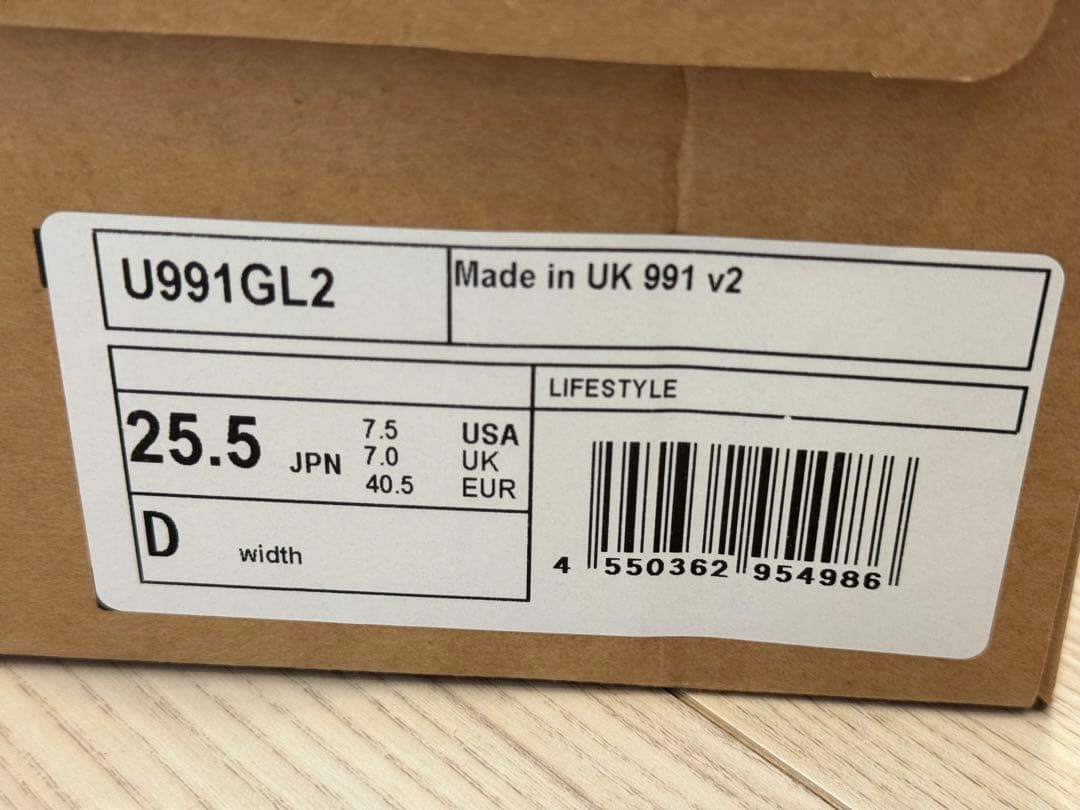 U991GL2
Made in UK 991 v2
LIFESTYLE
25.5 JPN
7.5 USA
7.0 UK
40.5 EUR
D width
4 550362 954986